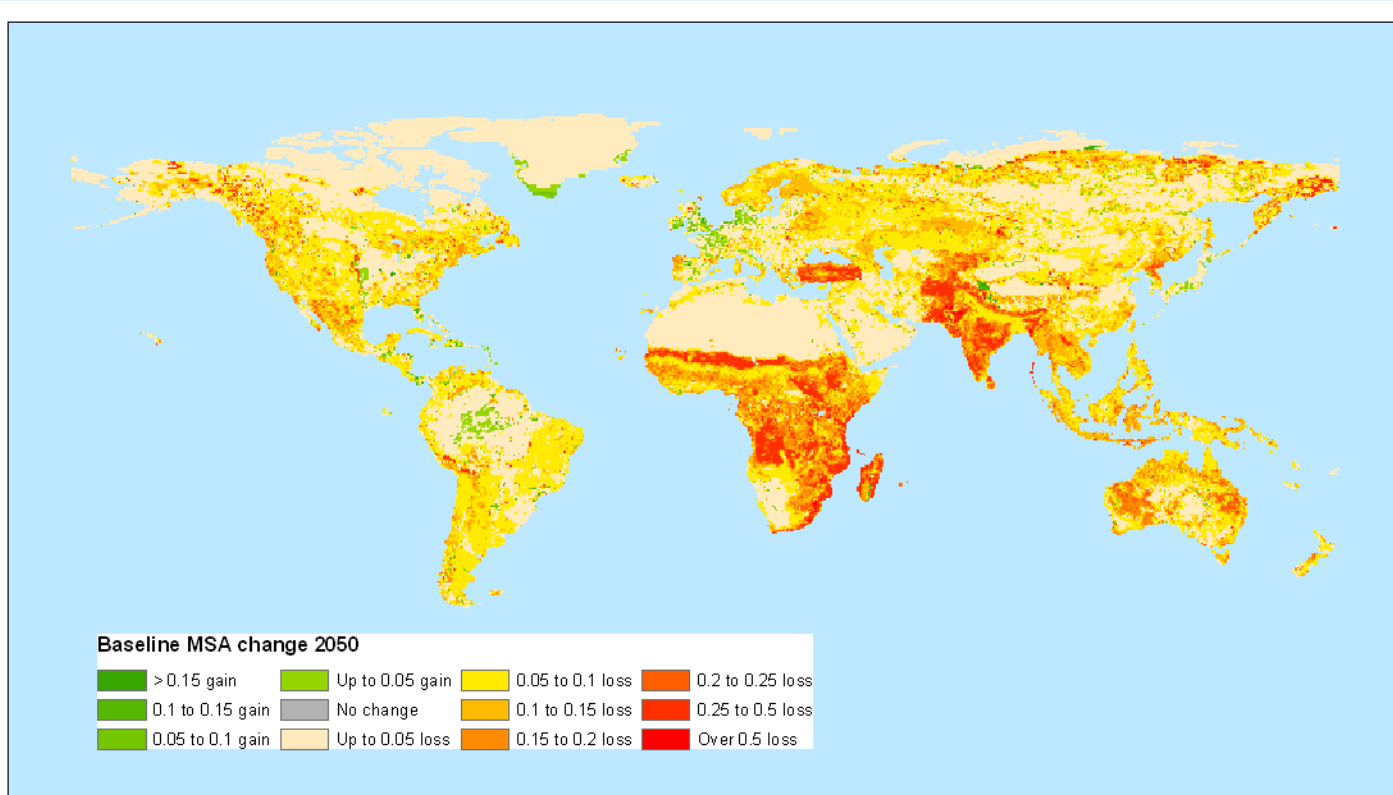 Baseline MSA change 2050
> 0.15 gain
0.1 to 0.15 gain
0.05 to 0.1 gain
Up to 0.05 gain
No change
Up to 0.05 loss
0.05 to 0.1 loss
0.1 to 0.15 loss
0.15 to 0.2 loss
0.2 to 0.25 loss
0.25 to 0.5 loss
Over 0.5 loss